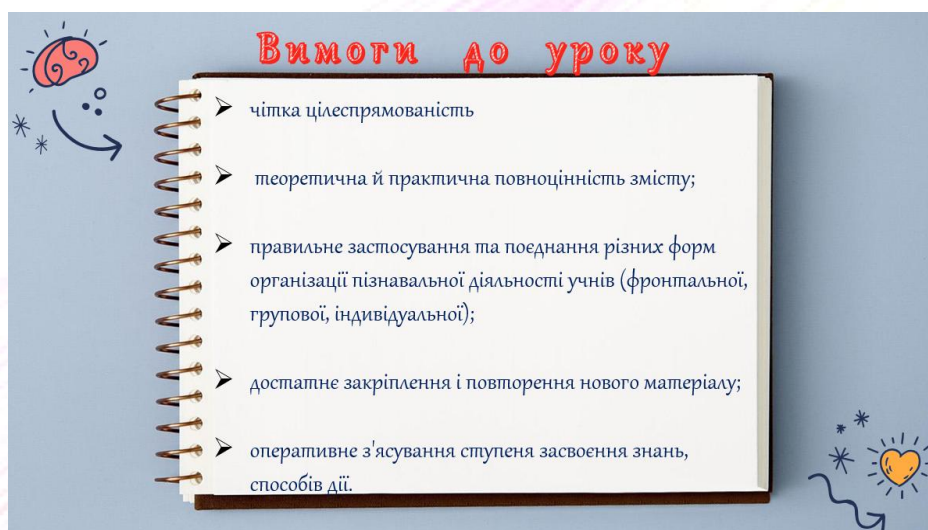 Вимоги до уроку
чітка цілеспрямованість
теоретична й практична повноцінність змісту;
правильне застосування та поєднання різних форм
організації пізнавальної діяльності учнів (фронтальної,
групової, індивідуальної);
достатнє закріплення і повторення нового матеріалу;
оперативне з'ясування ступеня засвоєння знань,
способів дії.